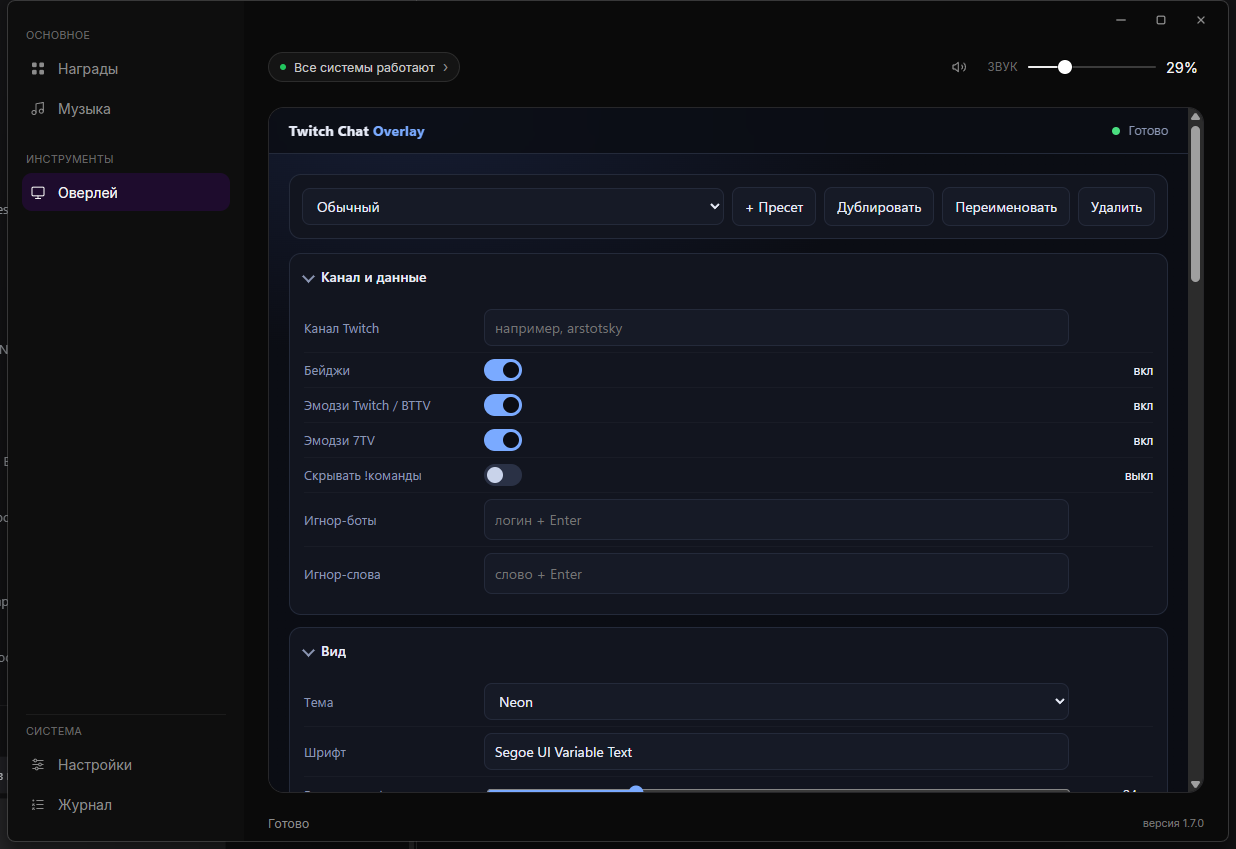 ОСНОВНОЕ
Награды
Музыка
ИНСТРУМЕНТЫ
Оверлей
СИСТЕМА
Настройки
Журнал
Все системы работают ›
ЗВУК 29%
Twitch Chat Overlay
Готово
Обычный
+ Пресет
Дублировать
Переименовать
Удалить
Канал и данные
Канал Twitch
например, arstotsky
Бейджи вкл
Эмодзи Twitch / BTTV вкл
Эмодзи 7TV вкл
Скрывать !команды выкл
Игнор-боты
логин + Enter
Игнор-слова
слово + Enter
Вид
Тема
Neon
Шрифт
Segoe UI Variable Text
Готово
версия 1.7.0